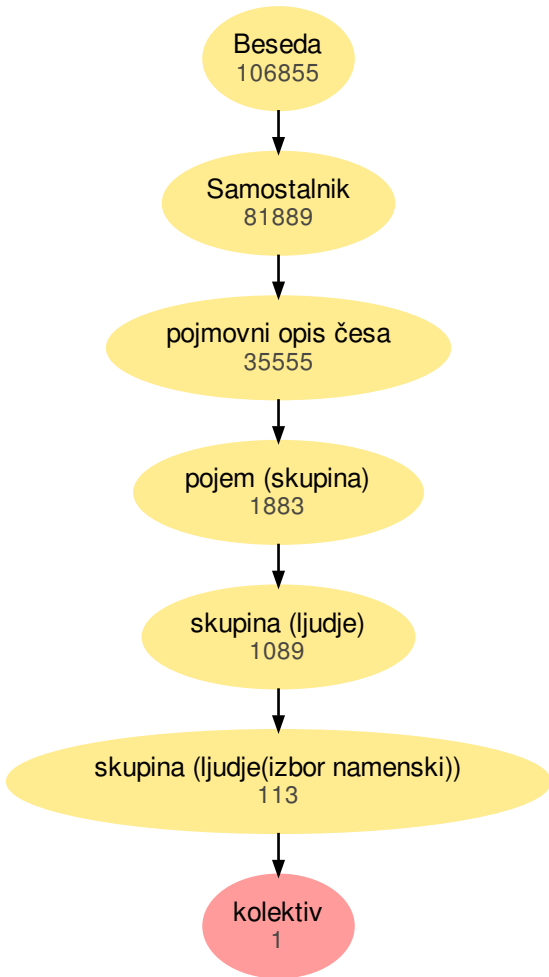 Beseda
106855
Samostalnik
81889
pojmovni opis česa
35555
pojem (skupina)
1883
skupina (ljudje)
1089
skupina (ljudje(izbor namenski))
113
kolektiv
1